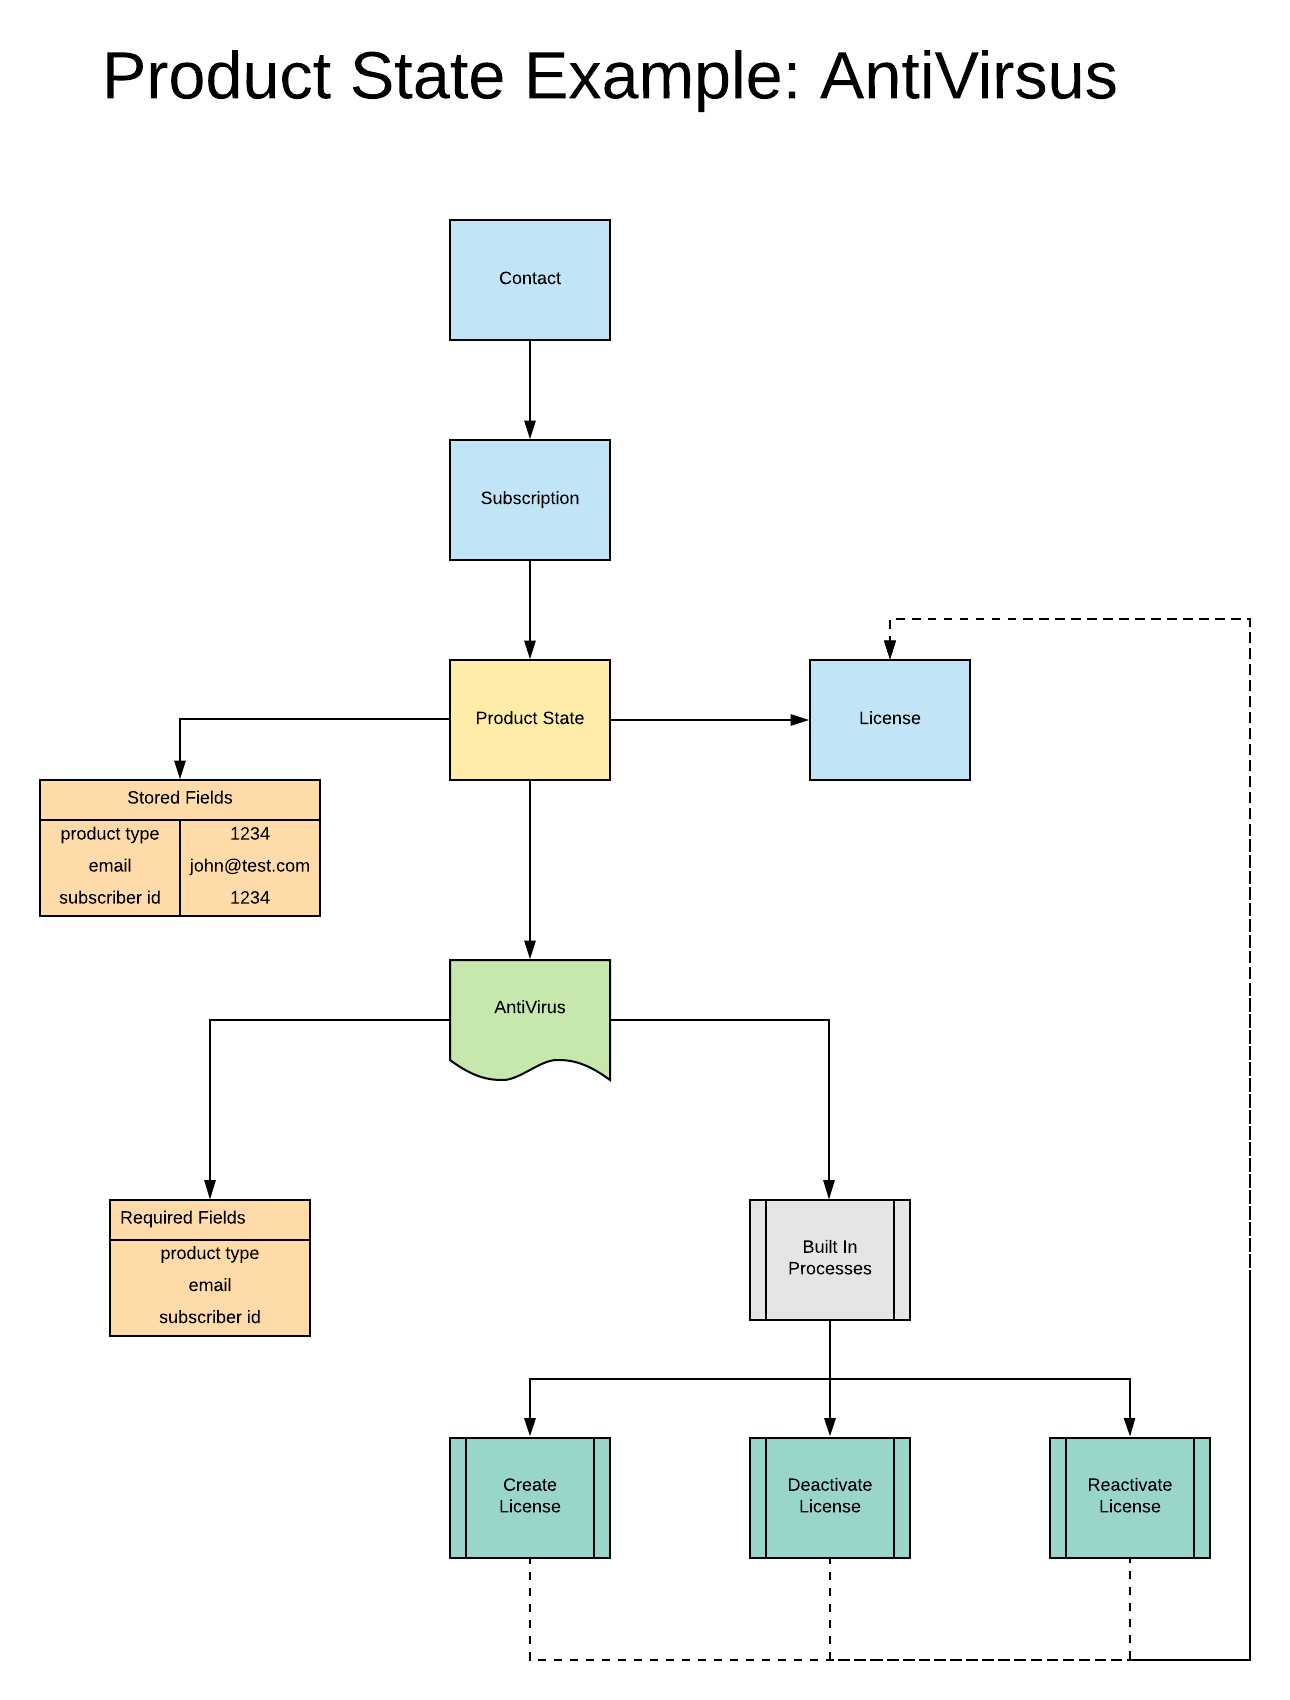 Product State Example: AntiVirsus
Contact
Subscription
Product State
License
Stored Fields
product type 1234
email john@test.com
subscriber id 1234
AntiVirus
Required Fields
product type
email
subscriber id
Built In
Processes
Create
License
Deactivate
License
Reactivate
License